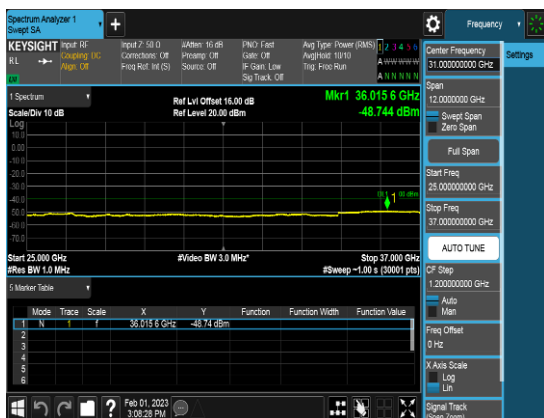 Spectrum Analyzer 1
Swept SA
+
Frequency
KEYSIGHT
RL
Input: RF
Coupling: DC
Align: Off
Input Z: 50 Ω
Corrections: Off
Freq Ref: Int (S)
#Atten: 16 dB
Preamp: Off
Source: Off
PNO: Fast
Gate: Off
IF Gain: Low
Sig Track: Off
Avg Type: Power (RMS)
Avg|Hold: 10/10
Trig: Free Run
1 2 3 4 5 6
A W W W W W
A N N N N N
1 Spectrum
Scale/Div 10 dB
Ref Lvl Offset 16.00 dB
Ref Level 20.00 dBm
Mkr1 36.015 6 GHz
-48.744 dBm
Log
10.0
0.00
-10.0
-20.0
-30.0
-40.0
-50.0
-60.0
-70.0
1
Start 25.000 GHz
#Res BW 1.0 MHz
#Video BW 3.0 MHz*
Stop 37.000 GHz
#Sweep ~1.00 s (30001 pts)
5 Marker Table
Mode Trace Scale X Y Function Function Width Function Value
1 N 1 f 36.015 6 GHz -48.74 dBm
2
3
4
5
6
Feb 01, 2023
3:08:28 PM
Center Frequency
31.000000000 GHz
Settings
Span
12.0000000 GHz
Swept Span
Zero Span
Full Span
Start Freq
25.000000000 GHz
Stop Freq
37.000000000 GHz
AUTO TUNE
CF Step
1.200000000 GHz
Auto
Man
Freq Offset
0 Hz
X Axis Scale
Log
Lin
Signal Track
(Span Zoom)